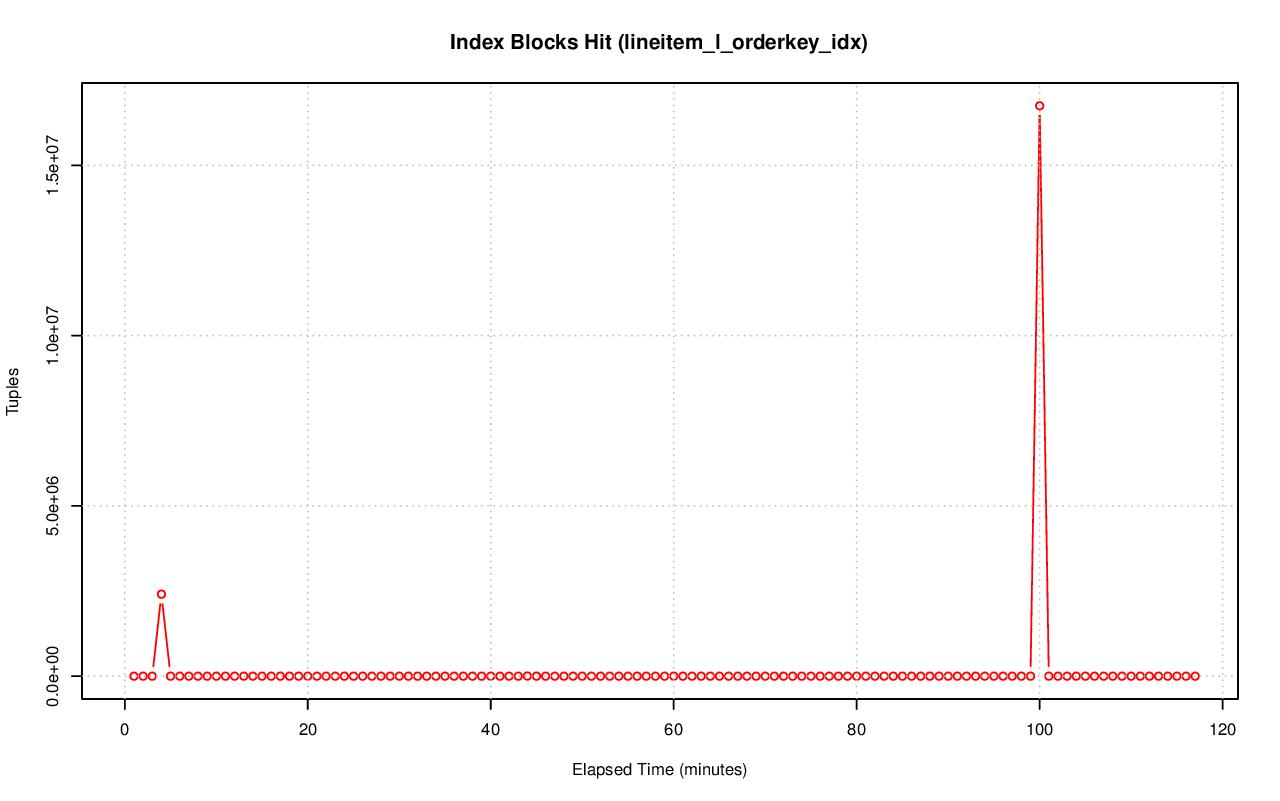 Index Blocks Hit (lineitem_l_orderkey_idx)
Tuples
1.5e+07
1.0e+07
5.0e+06
0.0e+00
0 20 40 60 80 100 120
Elapsed Time (minutes)